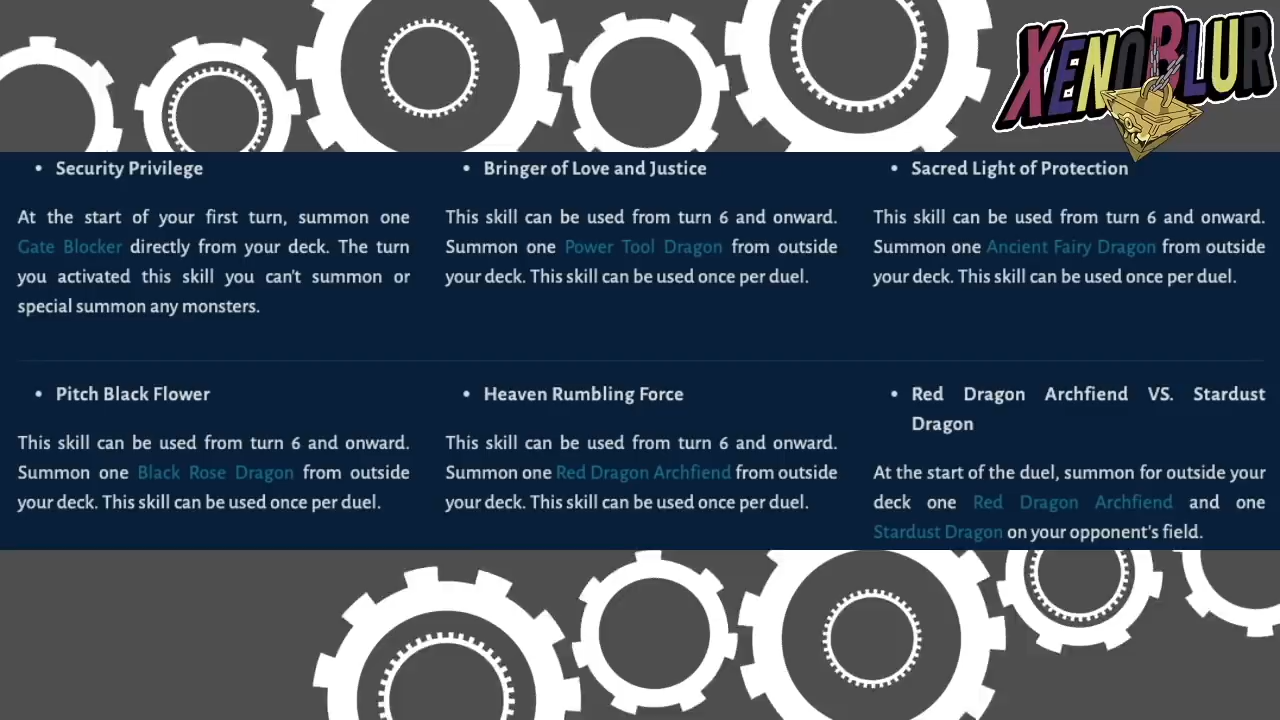 XENOBLUR
• Security Privilege
At the start of your first turn, summon one
Gate Blocker directly from your deck. The turn
you activated this skill you can't summon or
special summon any monsters.
• Bringer of Love and Justice
This skill can be used from turn 6 and onward.
Summon one Power Tool Dragon from outside
your deck. This skill can be used once per duel.
• Sacred Light of Protection
This skill can be used from turn 6 and onward.
Summon one Ancient Fairy Dragon from outside
your deck. This skill can be used once per duel.
• Pitch Black Flower
This skill can be used from turn 6 and onward.
Summon one Black Rose Dragon from outside
your deck. This skill can be used once per duel.
• Heaven Rumbling Force
This skill can be used from turn 6 and onward.
Summon one Red Dragon Archfiend from outside
your deck. This skill can be used once per duel.
• Red Dragon Archfiend VS. Stardust
Dragon
At the start of the duel, summon for outside your
deck one Red Dragon Archfiend and one
Stardust Dragon on your opponent's field.